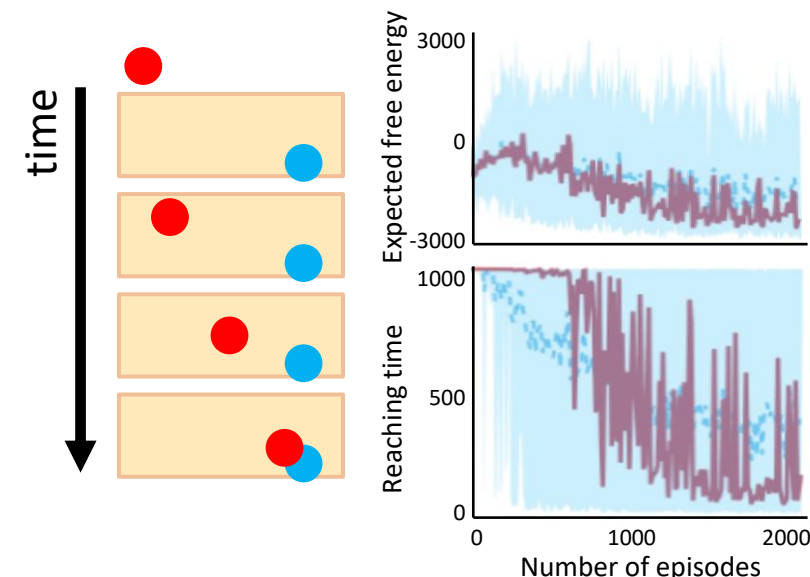 time
Expected free energy
3000
0
-3000
Reaching time
1000
500
0
0
1000
2000
Number of episodes